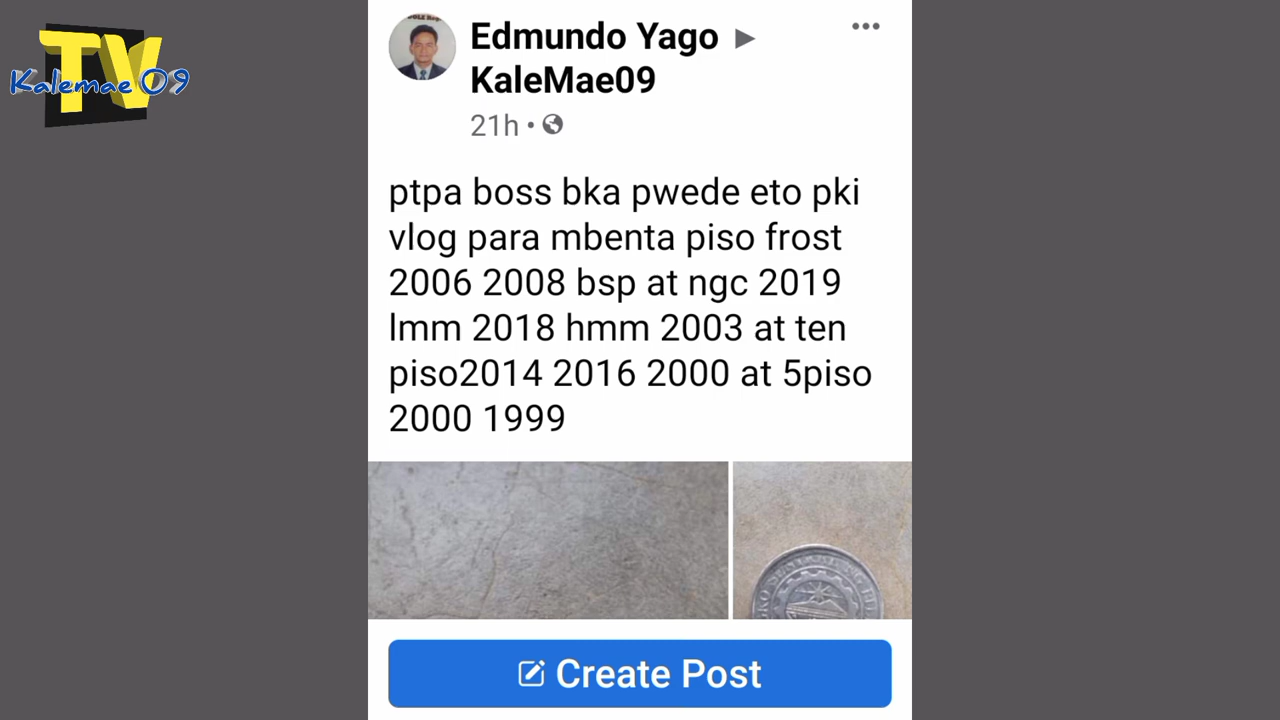 TV
Kalemae 09
Edmundo Yago ▶
KaleMae09
21h •
ptpa boss bka pwede eto pki
vlog para mbenta piso frost
2006 2008 bsp at ngc 2019
lmm 2018 hmm 2003 at ten
piso2014 2016 2000 at 5piso
2000 1999
Create Post